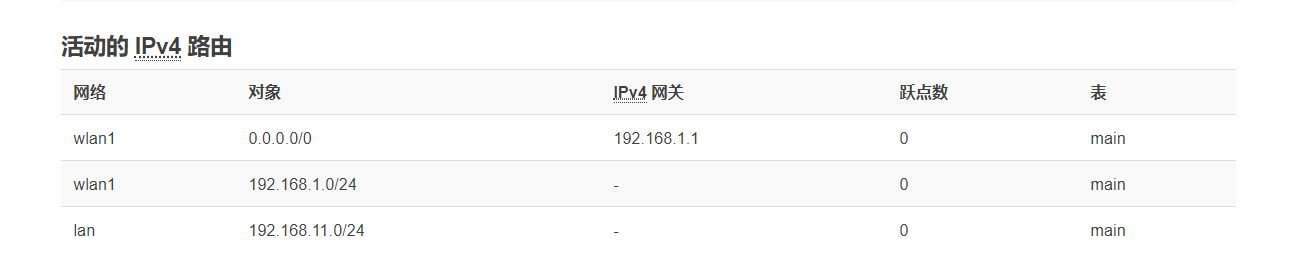 活动的 IPv4 路由
网络 对象 IPv4 网关 跃点数 表
wlan1 0.0.0.0/0 192.168.1.1 0 main
wlan1 192.168.1.0/24 - 0 main
lan 192.168.11.0/24 - 0 main